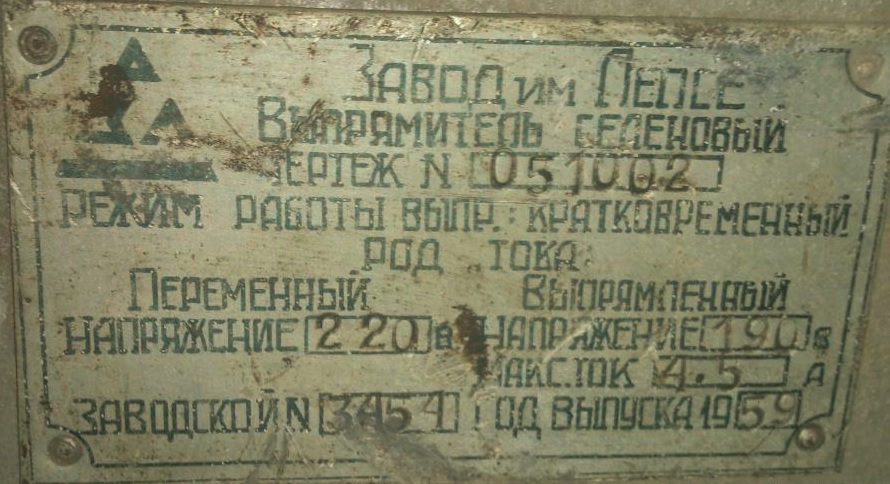 ЗАВОД ИМ ЛЕПСЕ
ВЫПРЯМИТЕЛЬ СЕЛЕНОВЫЙ
ЧЕРТЕЖ N 051002
РЕЖИМ РАБОТЫ ВЫПР.: КРАТКОВРЕМЕННЫЙ
РОД ТОКА:
ПЕРЕМЕННЫЙ ВЫПРЯМЛЕННЫЙ
НАПРЯЖЕНИЕ 220 В НАПРЯЖЕНИЕ 190 В
МАКС. ТОК 4.5 А
ЗАВОДСКОЙ N 3454 ГОД ВЫПУСКА 1959